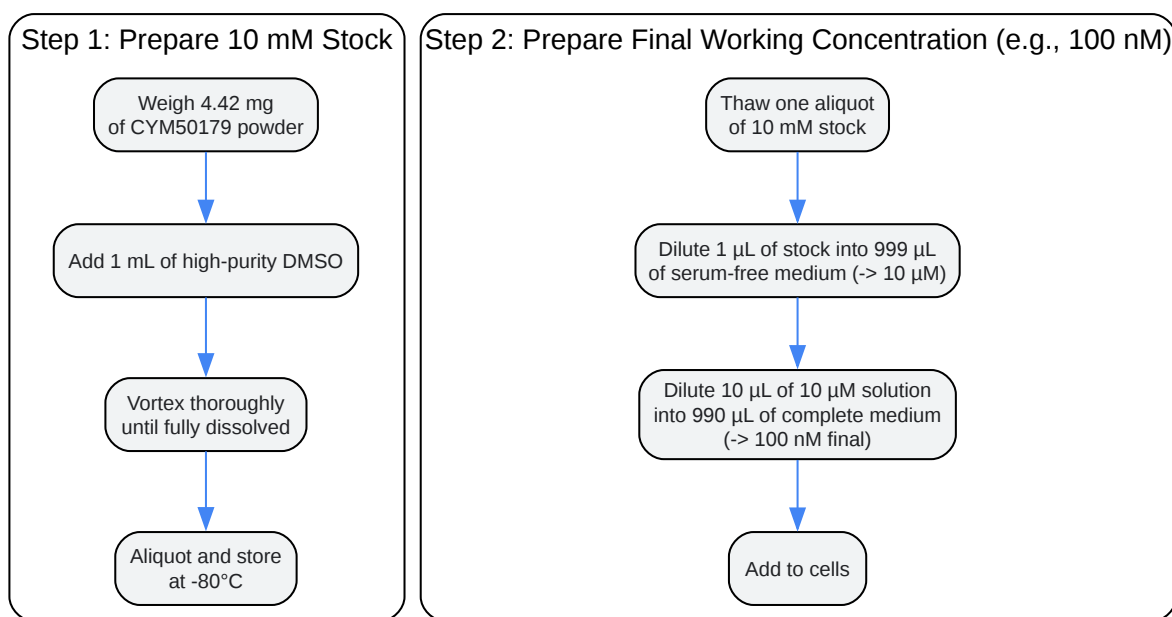 Step 1: Prepare 10 mM Stock
Weigh 4.42 mg
of CYM50179 powder
Add 1 mL of high-purity DMSO
Vortex thoroughly
until fully dissolved
Aliquot and store
at -80°C
Step 2: Prepare Final Working Concentration (e.g., 100 nM)
Thaw one aliquot
of 10 mM stock
Dilute 1 µL of stock into 999 µL
of serum-free medium (-> 10 µM)
Dilute 10 µL of 10 µM solution
into 990 µL of complete medium
(-> 100 nM final)
Add to cells